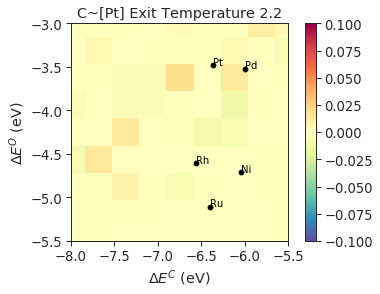 C~[Pt] Exit Temperature 2.2
−3.0
−3.5
−4.0
−4.5
−5.0
−5.5
ΔE^O (eV)
Pt
Pd
Rh
Ni
Ru
−8.0 −7.5 −7.0 −6.5 −6.0 −5.5
ΔE^C (eV)
0.100
0.075
0.050
0.025
0.000
−0.025
−0.050
−0.075
−0.100